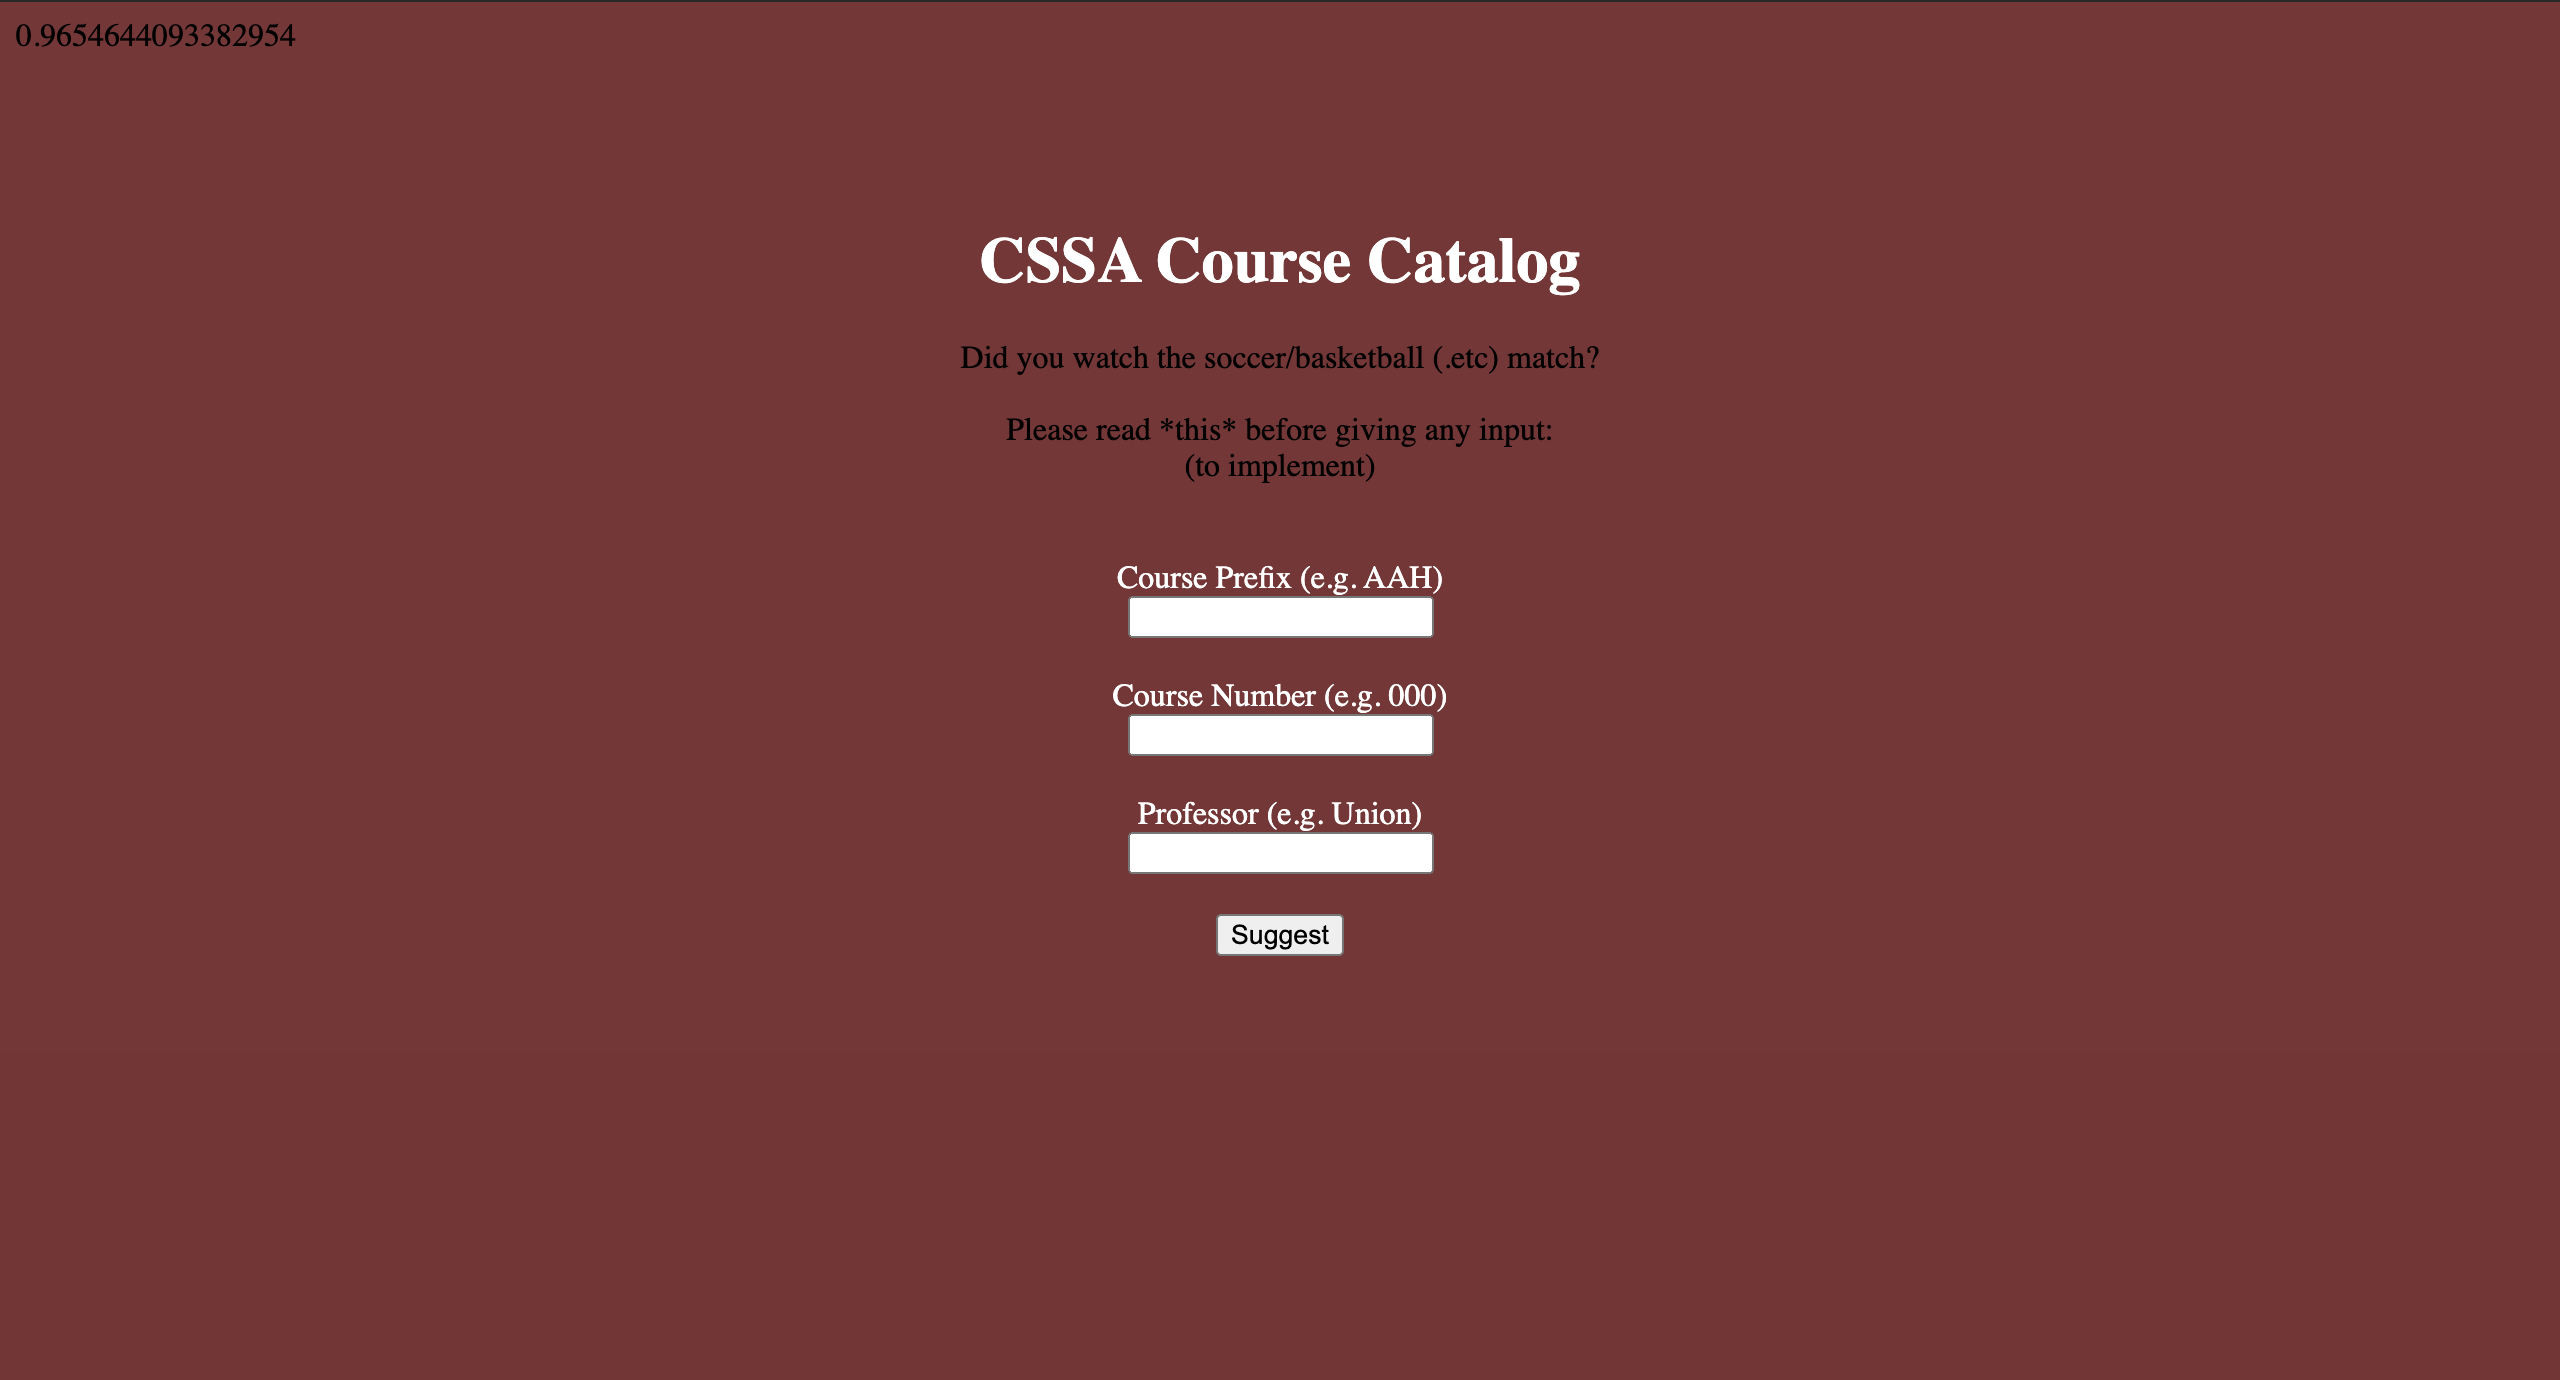 0.9654644093382954
CSSA Course Catalog
Did you watch the soccer/basketball (.etc) match?
Please read *this* before giving any input:
(to implement)
Course Prefix (e.g. AAH)
Course Number (e.g. 000)
Professor (e.g. Union)
Suggest